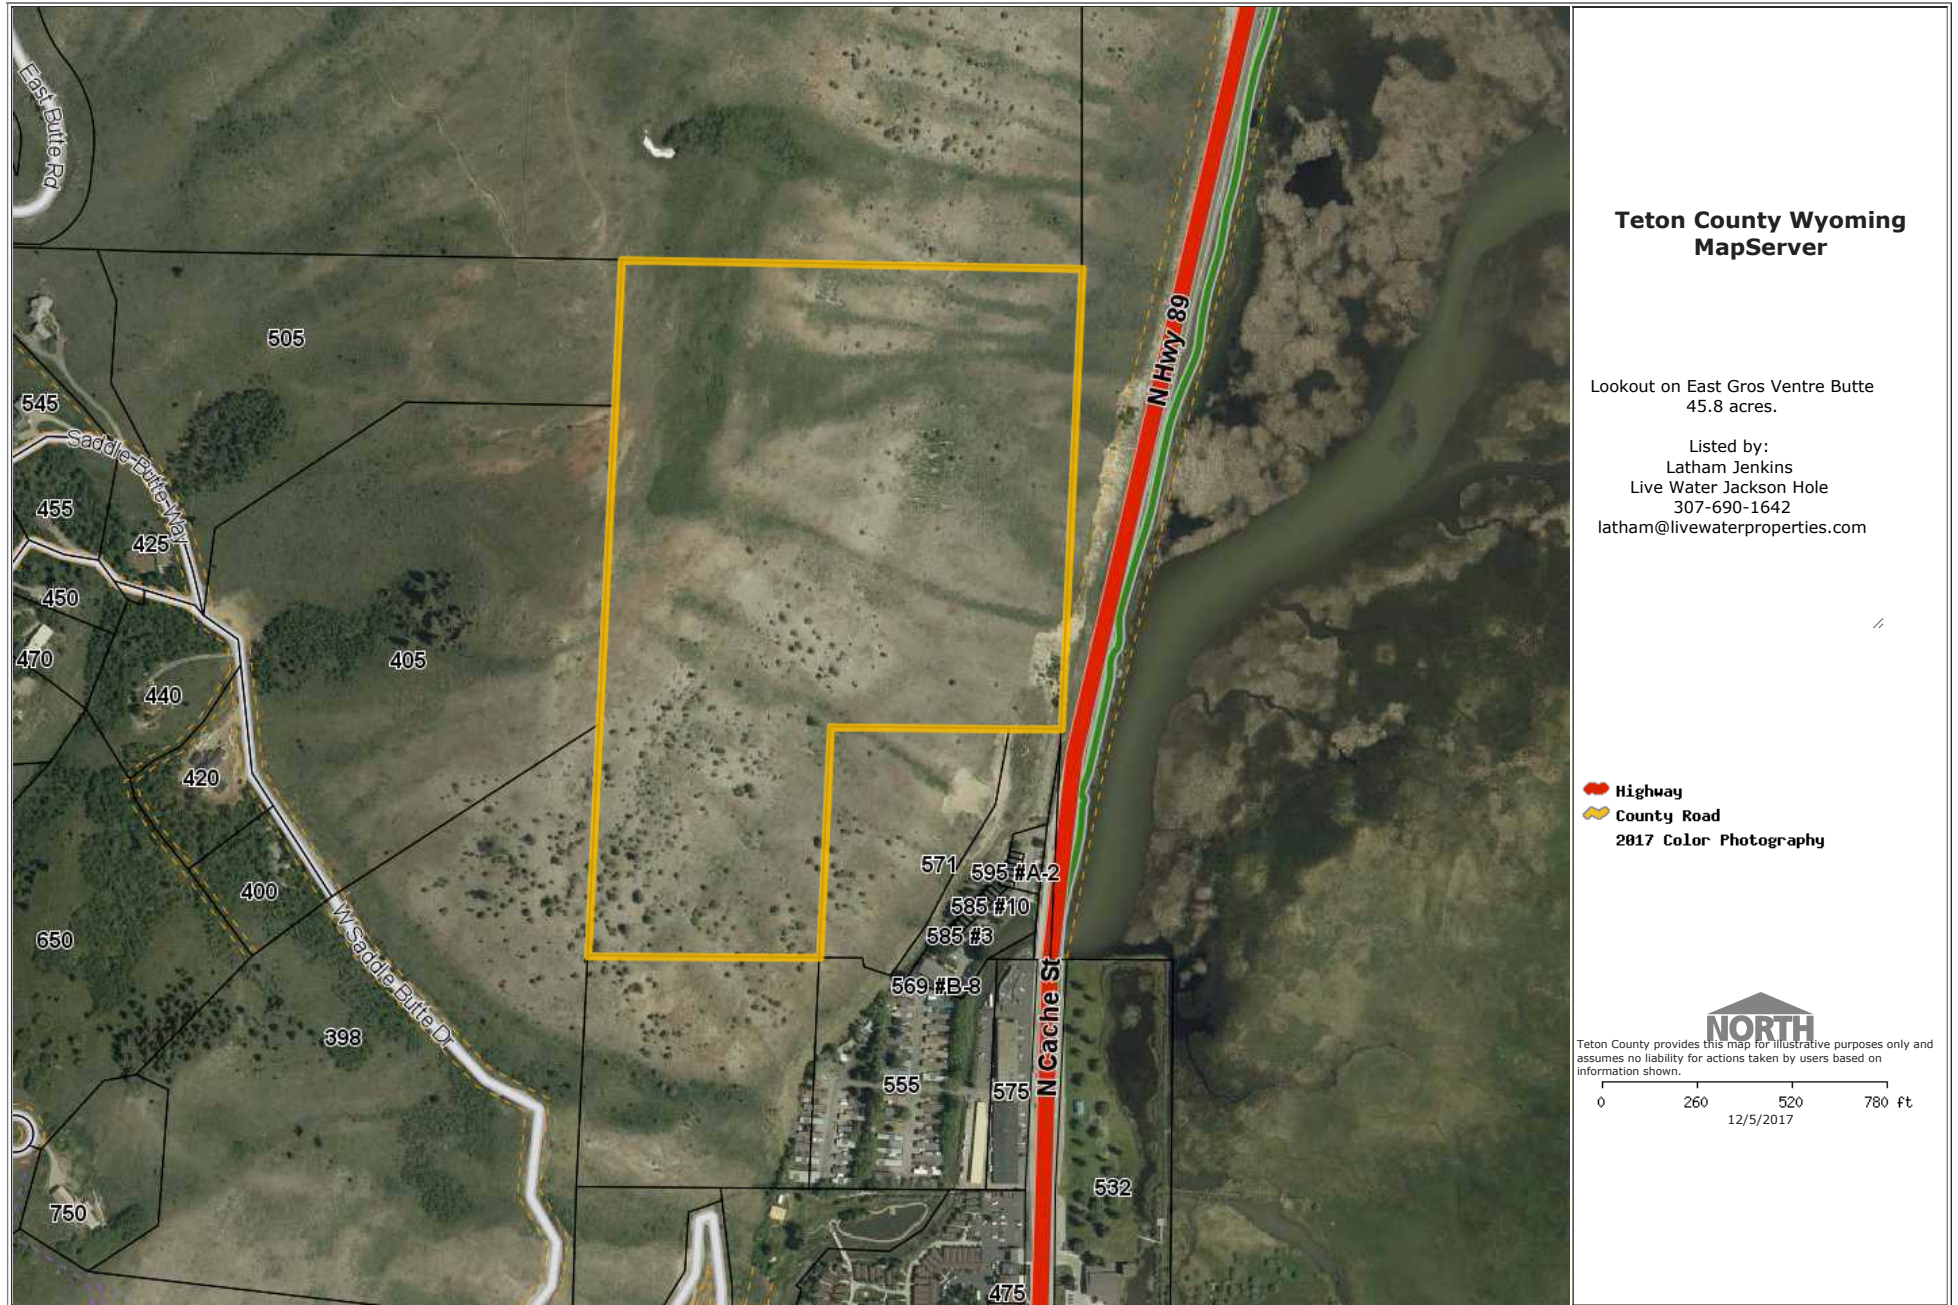 East Butte Rd
505
545
Saddle Butte Way
455
425
450
470
440
405
420
400
650
W Saddle Butte Dr
398
750
N Hwy 89
571
595 #A-2
585 #10
585 #3
569 #B-8
N Cache St
555
575
532
475
Teton County Wyoming
MapServer
Lookout on East Gros Ventre Butte
45.8 acres.
Listed by:
Latham Jenkins
Live Water Jackson Hole
307-690-1642
latham@livewaterproperties.com
Highway
County Road
2017 Color Photography
NORTH
Teton County provides this map for illustrative purposes only and
assumes no liability for actions taken by users based on
information shown.
0 260 520 780 ft
12/5/2017